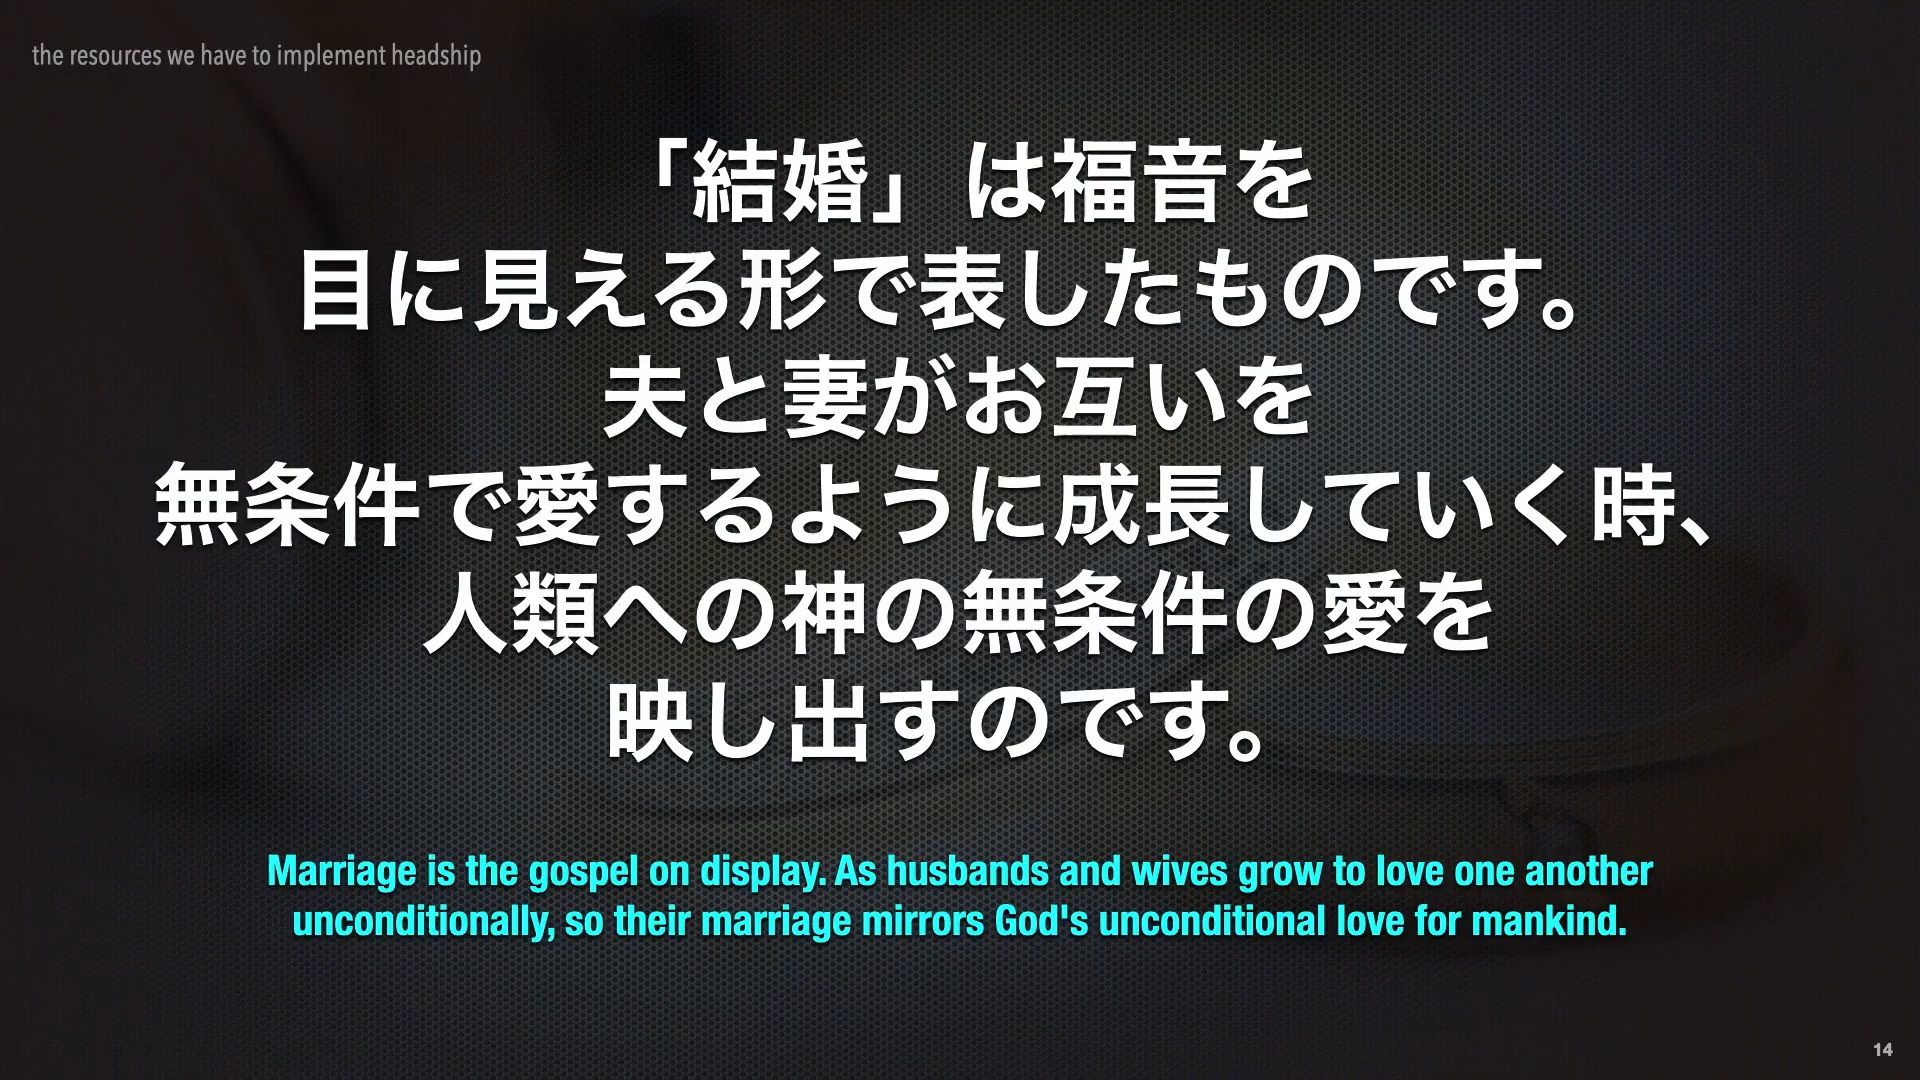 the resources we have to implement headship
「結婚」は福音を
目に見える形で表したものです。
夫と妻がお互いを
無条件で愛するように成長していく時、
人類への神の無条件の愛を
映し出すのです。
Marriage is the gospel on display. As husbands and wives grow to love one another
unconditionally, so their marriage mirrors God's unconditional love for mankind.
14